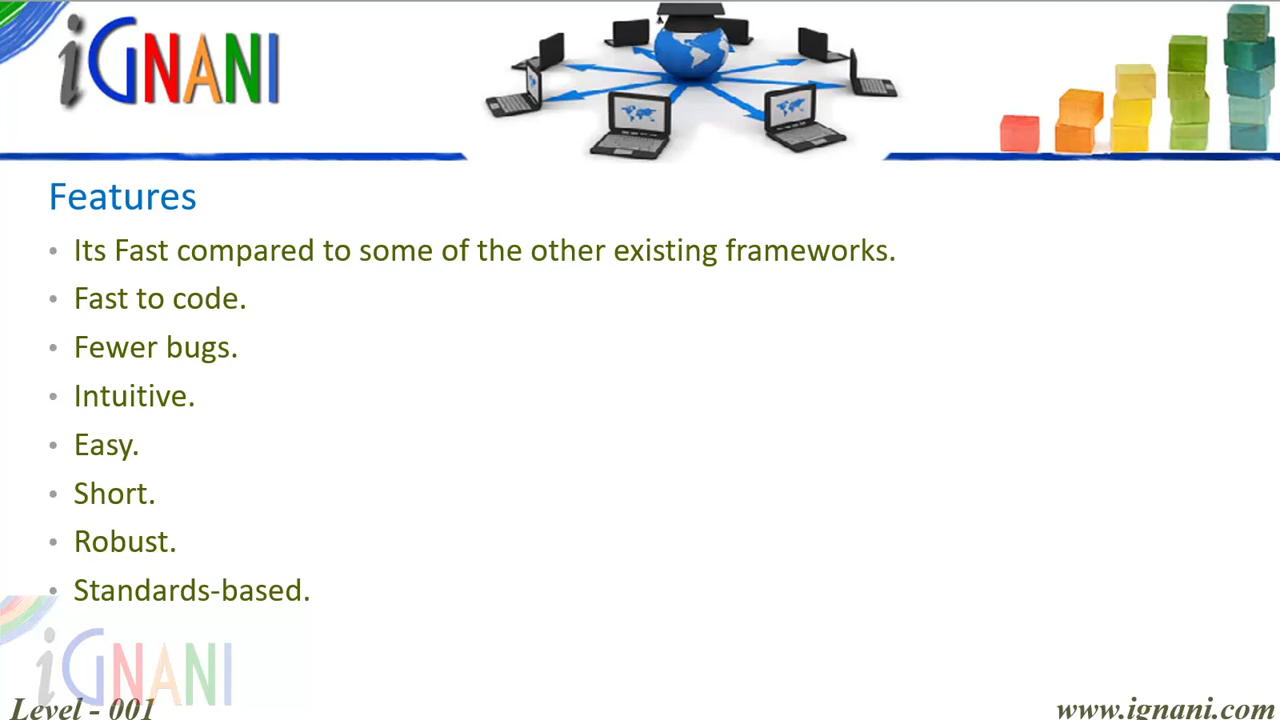 iGNANI
Features
• Its Fast compared to some of the other existing frameworks.
• Fast to code.
• Fewer bugs.
• Intuitive.
• Easy.
• Short.
• Robust.
• Standards-based.
iGNANI
Level - 001
www.ignani.com